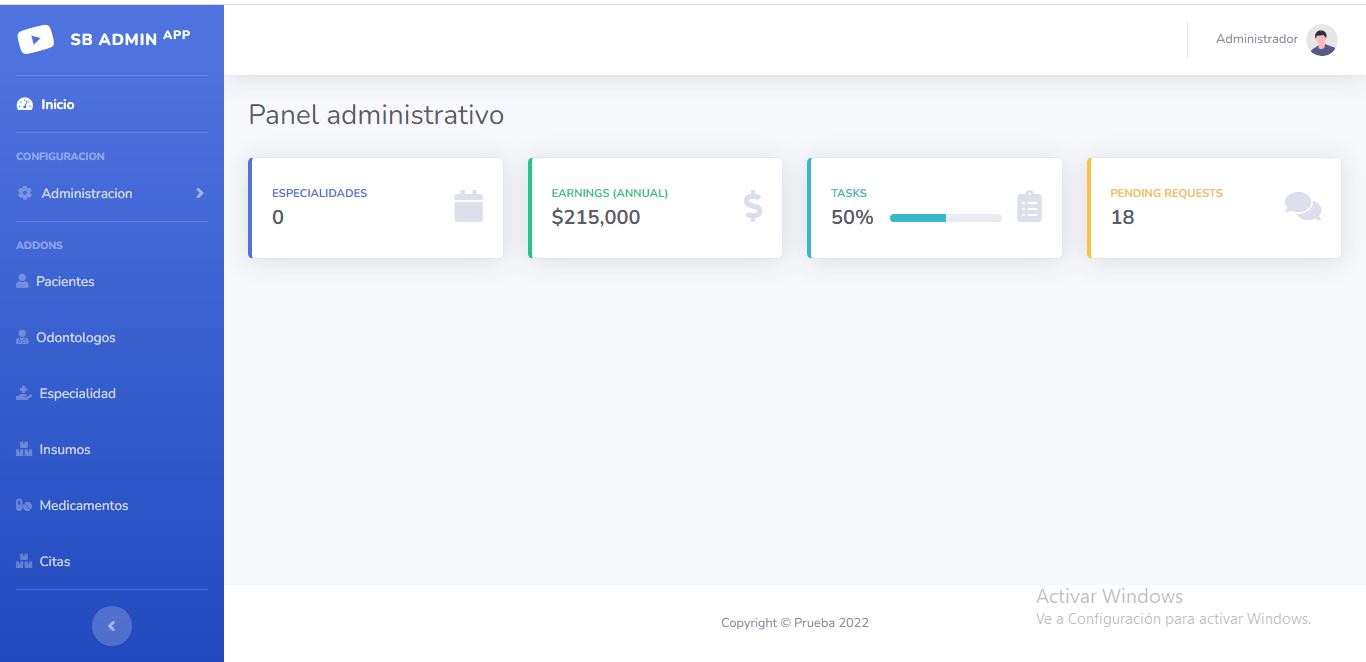 SB ADMIN APP
Administrador
Inicio
CONFIGURACION
Administracion
ADDONS
Pacientes
Odontologos
Especialidad
Insumos
Medicamentos
Citas
Panel administrativo
ESPECIALIDADES
0
EARNINGS (ANNUAL)
$215,000
TASKS
50%
PENDING REQUESTS
18
Copyright © Prueba 2022
Activar Windows
Ve a Configuración para activar Windows.